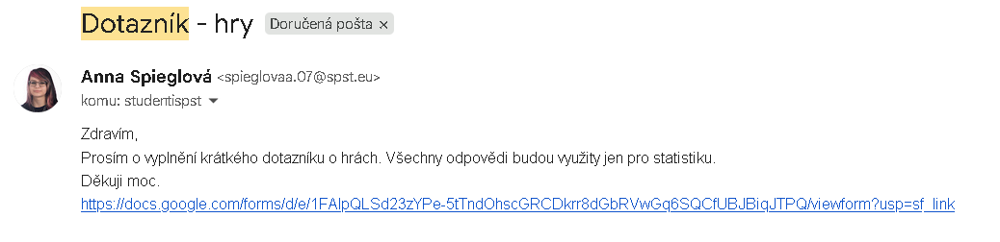 Dotazník - hry Doručená pošta ×
Anna Spieglová <spieglovaa.07@spst.eu>
komu: studentispst
Zdravím,
Prosím o vyplnění krátkého dotazníku o hrách. Všechny odpovědi budou využity jen pro statistiku.
Děkuji moc.
https://docs.google.com/forms/d/e/1FAIpQLSd23zYPe-5tTndOhscGRCDkrr8dGbRVwGq6SQCfUBJBiqJTPQ/viewform?usp=sf_link